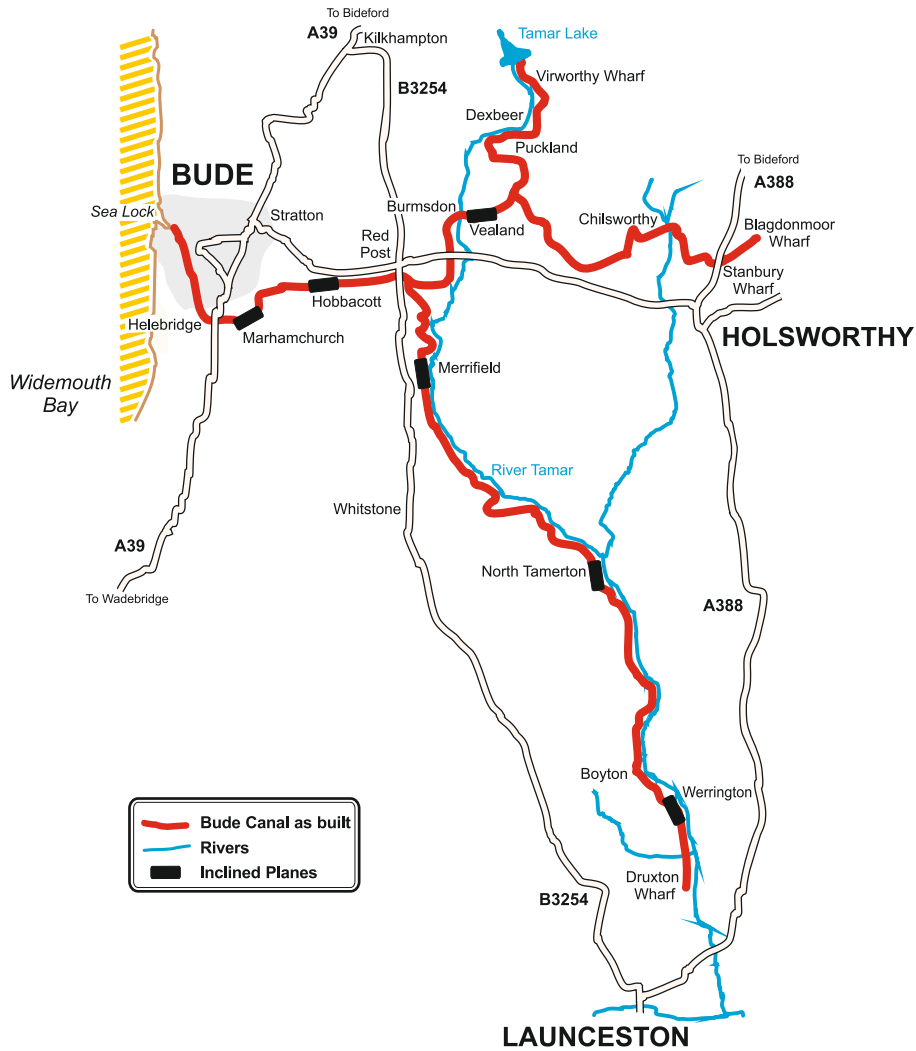 To Bideford
A39
Kilkhampton
Tamar Lake
Virworthy Wharf
B3254
Dexbeer
Puckland
To Bideford
A388
BUDE
Sea Lock
Stratton
Burmsdon
Vealand
Chilsworthy
Blagdonmoor
Wharf
Red
Post
Stanbury
Wharf
Hobbacott
Helebridge
Marhamchurch
HOLSWORTHY
Merrifield
Widemouth
Bay
River Tamar
Whitstone
A39
North Tamerton
To Wadebridge
A388
Boyton
Werrington
Bude Canal as built
Rivers
Inclined Planes
Druxton
Wharf
B3254
LAUNCESTON